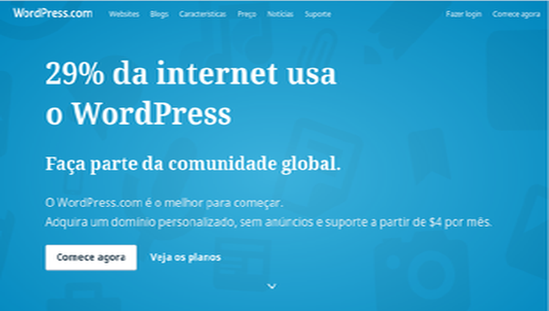 WordPress.com Websites Blogs Características Preço Notícias Suporte Fazer login Comece agora
29% da internet usa
o WordPress
Faça parte da comunidade global.
O WordPress.com é o melhor para começar.
Adquira um domínio personalizado, sem anúncios e suporte a partir de $4 por mês.
Comece agora Veja os planos